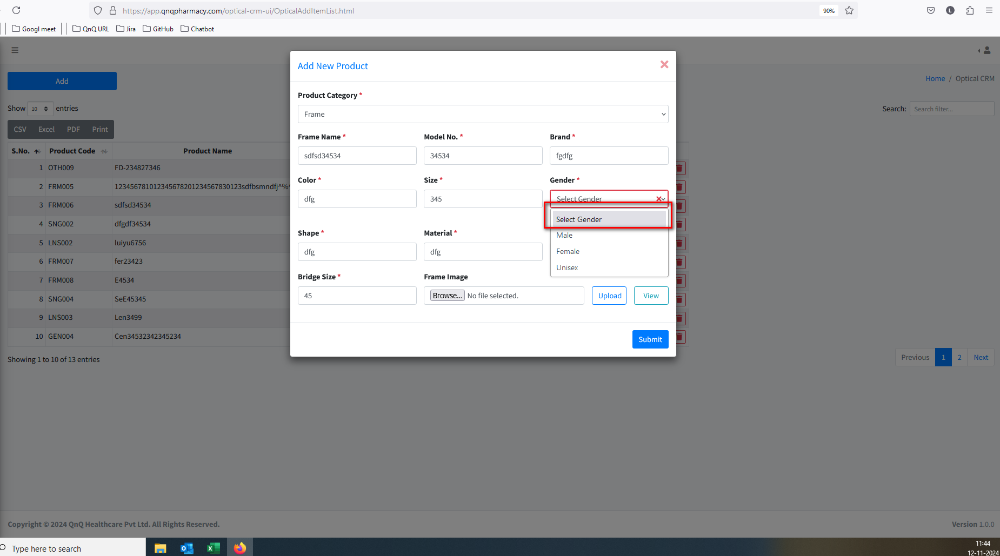 https://app.qnqpharmacy.com/optical-crm-ui/OpticalAddItemList.html
90%
L
Googl meet
QnQ URL
Jira
GitHub
Chatbot
Add
Home / Optical CRM
Show 10 entries
Search: Search filter...
CSV Excel PDF Print
S.No. Product Code Product Name
1 OTH009 FD-234827346
2 FRM005 12345678101234567820123456783012​3sdfbsmndfj^%^
3 FRM006 sdfsd34534
4 SNG002 dfgdf34534
5 LNS002 luiyu6756
6 FRM007 fer23423
7 FRM008 E4534
8 SNG004 SeE45345
9 LNS003 Len3499
10 GEN004 Cen34532342345234
Showing 1 to 10 of 13 entries
Previous 1 2 Next
Add New Product
Product Category *
Frame
Frame Name * Model No. * Brand *
sdfsd34534 34534 fgdfg
Color * Size * Gender *
dfg 345 Select Gender
Select Gender
Male
Female
Unisex
Shape * Material *
dfg dfg
Bridge Size * Frame Image
45 Browse... No file selected. Upload View
Submit
Copyright © 2024 QnQ Healthcare Pvt Ltd. All Rights Reserved.
Version 1.0.0
Type here to search
11:44
12-11-2024